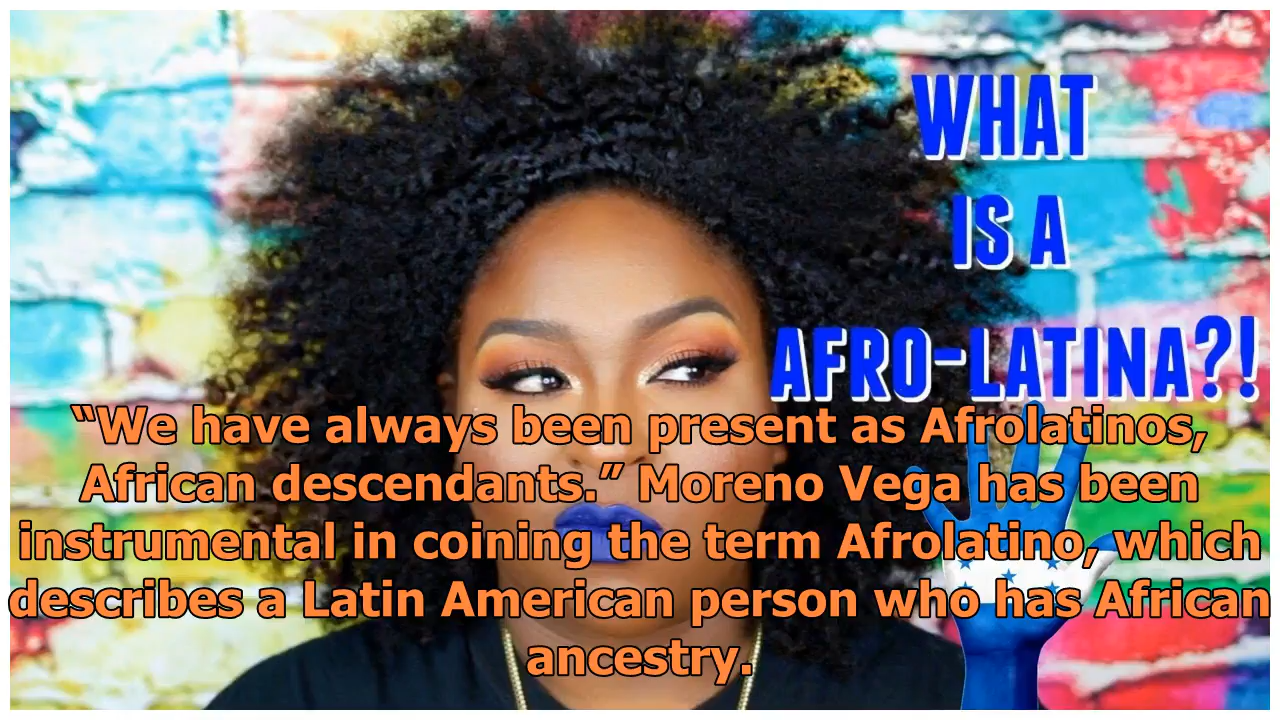 WHAT
IS A
AFRO-LATINA?!
“We have always been present as Afrolatinos,
African descendants.” Moreno Vega has been
instrumental in coining the term Afrolatino, which
describes a Latin American person who has African
ancestry.